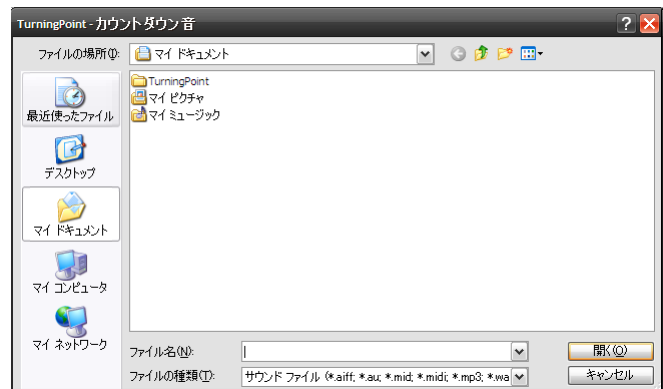 TurningPoint - カウントダウン音
ファイルの場所(I):
マイ ドキュメント
TurningPoint
マイ ピクチャ
マイ ミュージック
最近使ったファイル
デスクトップ
マイ ドキュメント
マイ コンピュータ
マイ ネットワーク
ファイル名(N):
開く(O)
ファイルの種類(T):
サウンド ファイル (*.aiff; *.au; *.mid; *.midi; *.mp3; *.wa
キャンセル